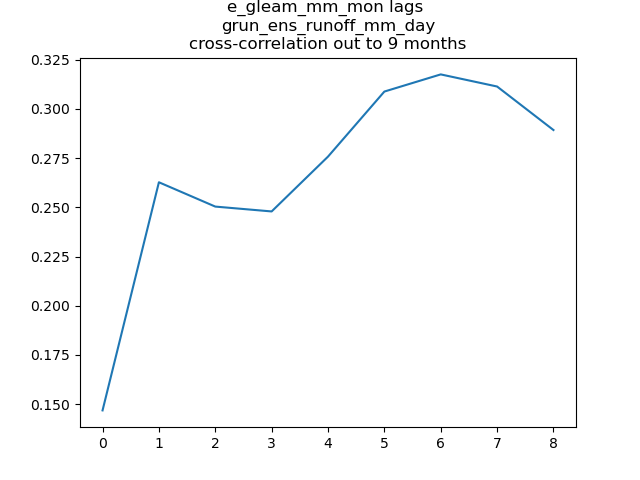 e_gleam_mm_mon lags
grun_ens_runoff_mm_day
cross-correlation out to 9 months
0.325
0.300
0.275
0.250
0.225
0.200
0.175
0.150
0 1 2 3 4 5 6 7 8